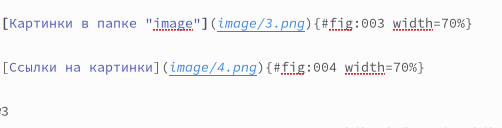 [Картинки в папке "image"](image/3.png){#fig:003 width=70%}
[Ссылки на картинки](image/4.png){#fig:004 width=70%}
3